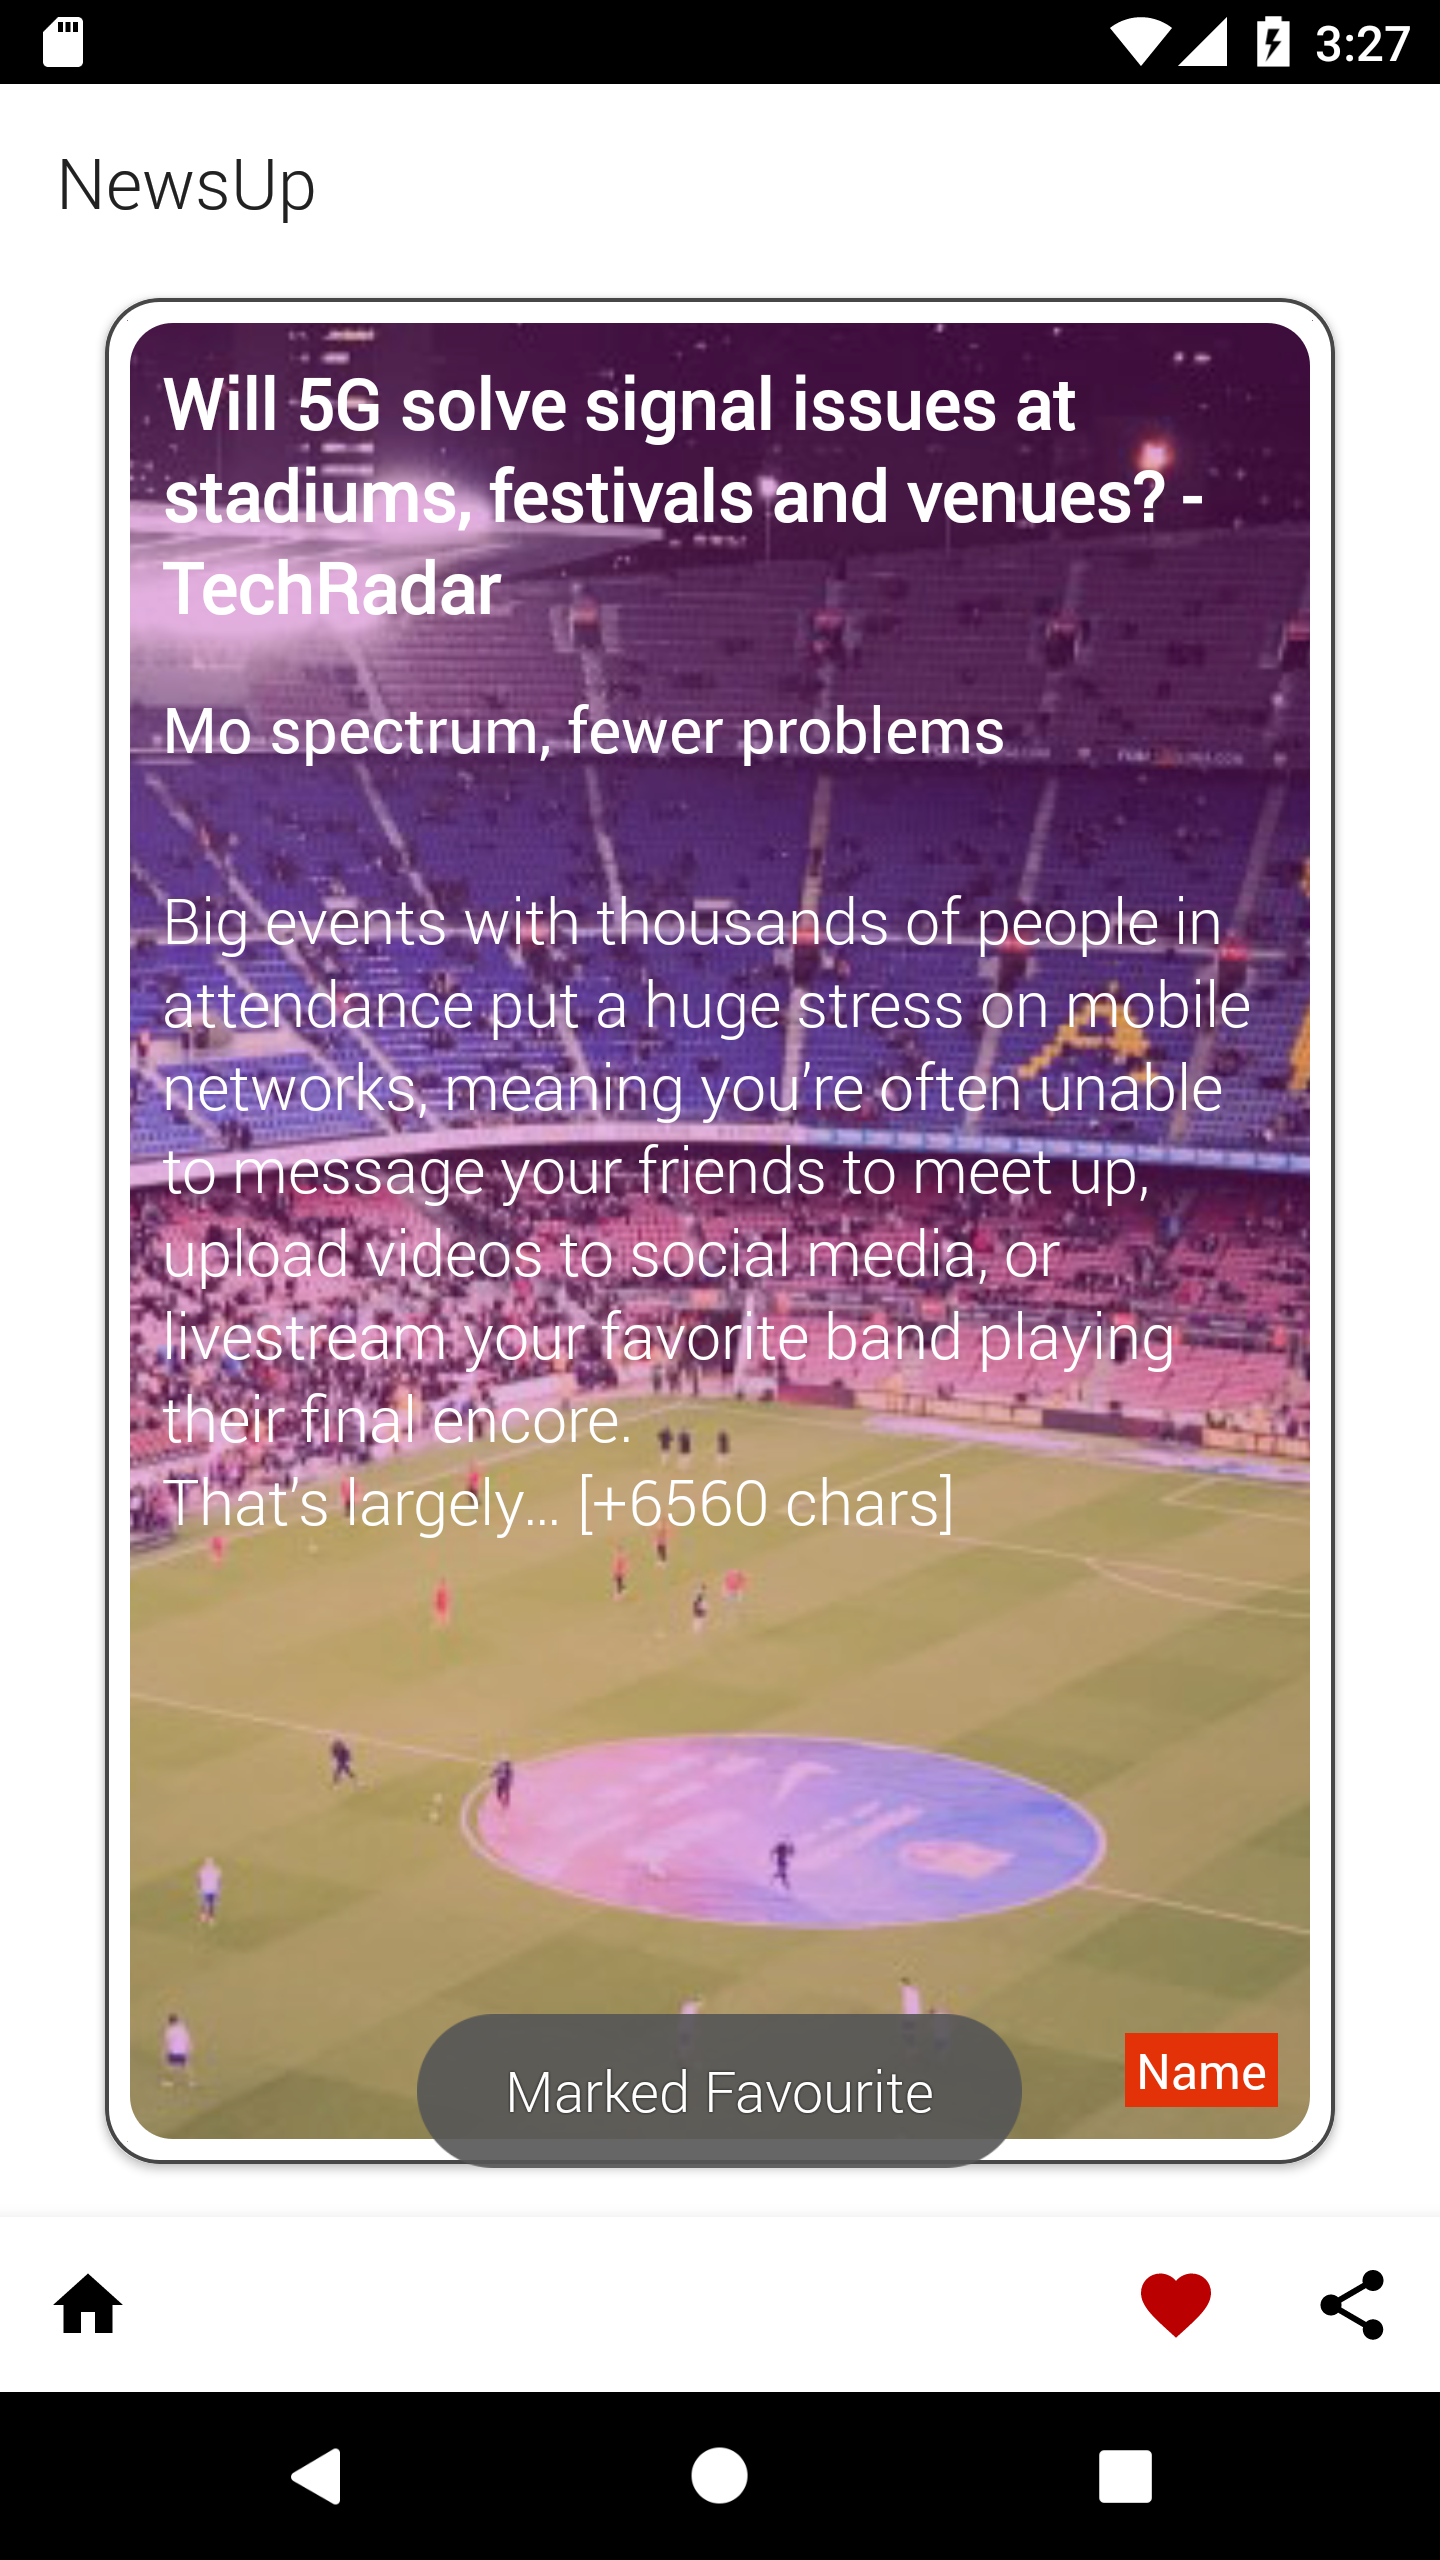 3:27
NewsUp
Will 5G solve signal issues at
stadiums, festivals and venues? -
TechRadar
Mo spectrum, fewer problems
Big events with thousands of people in
attendance put a huge stress on mobile
networks, meaning you’re often unable
to message your friends to meet up,
upload videos to social media, or
livestream your favorite band playing
their final encore.
That’s largely… [+6560 chars]
Name
Marked Favourite